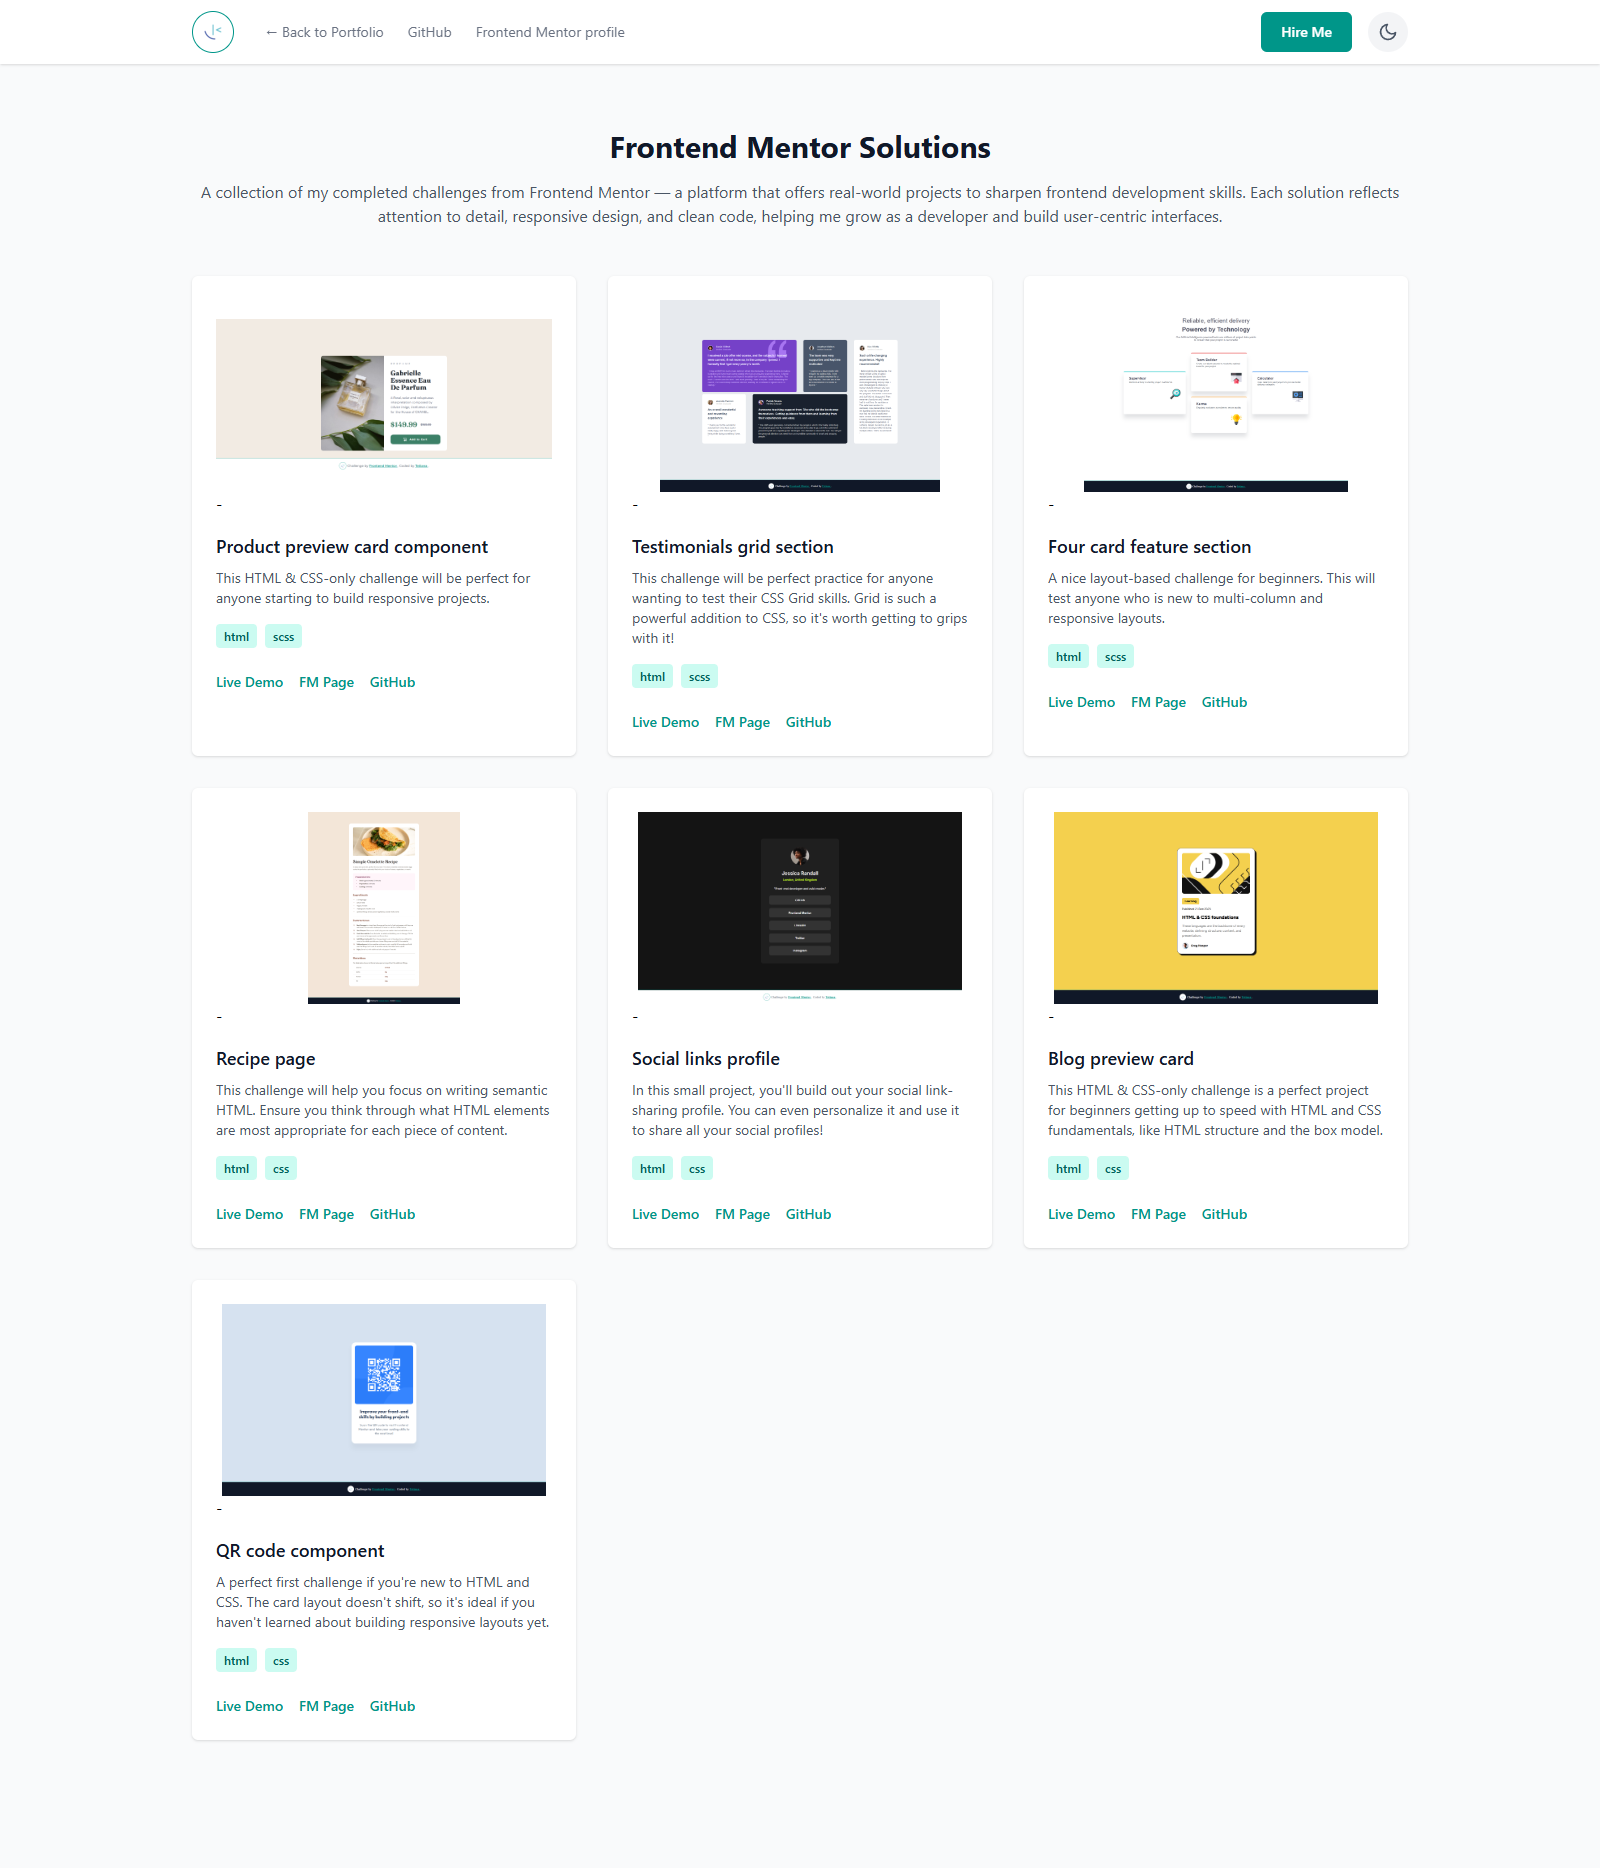 ← Back to Portfolio
GitHub
Frontend Mentor profile
Hire Me
Frontend Mentor Solutions
A collection of my completed challenges from Frontend Mentor — a platform that offers real-world projects to sharpen frontend development skills. Each solution reflects
attention to detail, responsive design, and clean code, helping me grow as a developer and build user-centric interfaces.
Gabrielle
Essence Eau
De Parfum
$149.99
-
Product preview card component
This HTML & CSS-only challenge will be perfect for
anyone starting to build responsive projects.
html
scss
Live Demo
FM Page
GitHub
-
Testimonials grid section
This challenge will be perfect practice for anyone
wanting to test their CSS Grid skills. Grid is such a
powerful addition to CSS, so it's worth getting to grips
with it!
html
scss
Live Demo
FM Page
GitHub
Reliable, efficient delivery
Powered by Technology
-
Four card feature section
A nice layout-based challenge for beginners. This will
test anyone who is new to multi-column and
responsive layouts.
html
scss
Live Demo
FM Page
GitHub
-
Recipe page
This challenge will help you focus on writing semantic
HTML. Ensure you think through what HTML elements
are most appropriate for each piece of content.
html
css
Live Demo
FM Page
GitHub
Jessica Randall
-
Social links profile
In this small project, you'll build out your social link-
sharing profile. You can even personalize it and use it
to share all your social profiles!
html
css
Live Demo
FM Page
GitHub
HTML & CSS foundations
-
Blog preview card
This HTML & CSS-only challenge is a perfect project
for beginners getting up to speed with HTML and CSS
fundamentals, like HTML structure and the box model.
html
css
Live Demo
FM Page
GitHub
Improve your front-end
skills by building projects
-
QR code component
A perfect first challenge if you're new to HTML and
CSS. The card layout doesn't shift, so it's ideal if you
haven't learned about building responsive layouts yet.
html
css
Live Demo
FM Page
GitHub